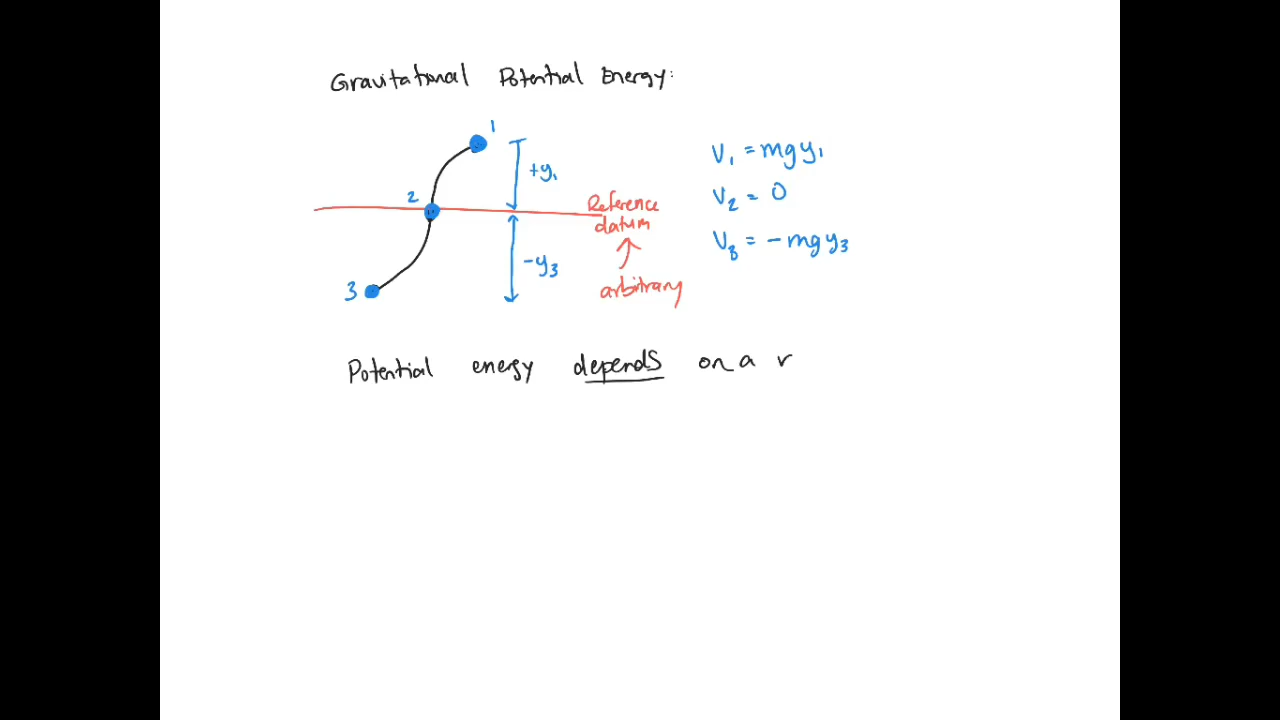 Gravitational Potential Energy:
1
+y₁
V₁ = mgy₁
2
Reference
datum
V₂ = 0
-y₃
V₃ = -mgy₃
3
arbitrary
Potential energy depends on a r